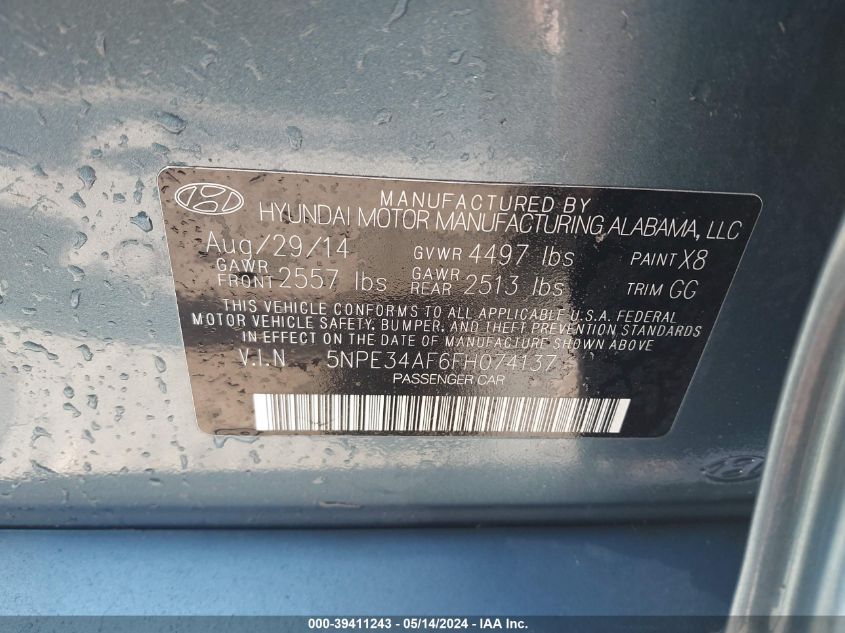 MANUFACTURED BY
HYUNDAI MOTOR MANUFACTURING ALABAMA, LLC
Aug/29/14 GVWR 4497 lbs PAINT X8
GAWR FRONT 2557 lbs GAWR REAR 2513 lbs TRIM GG
THIS VEHICLE CONFORMS TO ALL APPLICABLE U.S.A. FEDERAL
MOTOR VEHICLE SAFETY, BUMPER, AND THEFT PREVENTION STANDARDS
IN EFFECT ON THE DATE OF MANUFACTURE SHOWN ABOVE.
V.I.N 5NPE34AF6FH074137
PASSENGER CAR
000-39411243 - 05/14/2024 - IAA Inc.